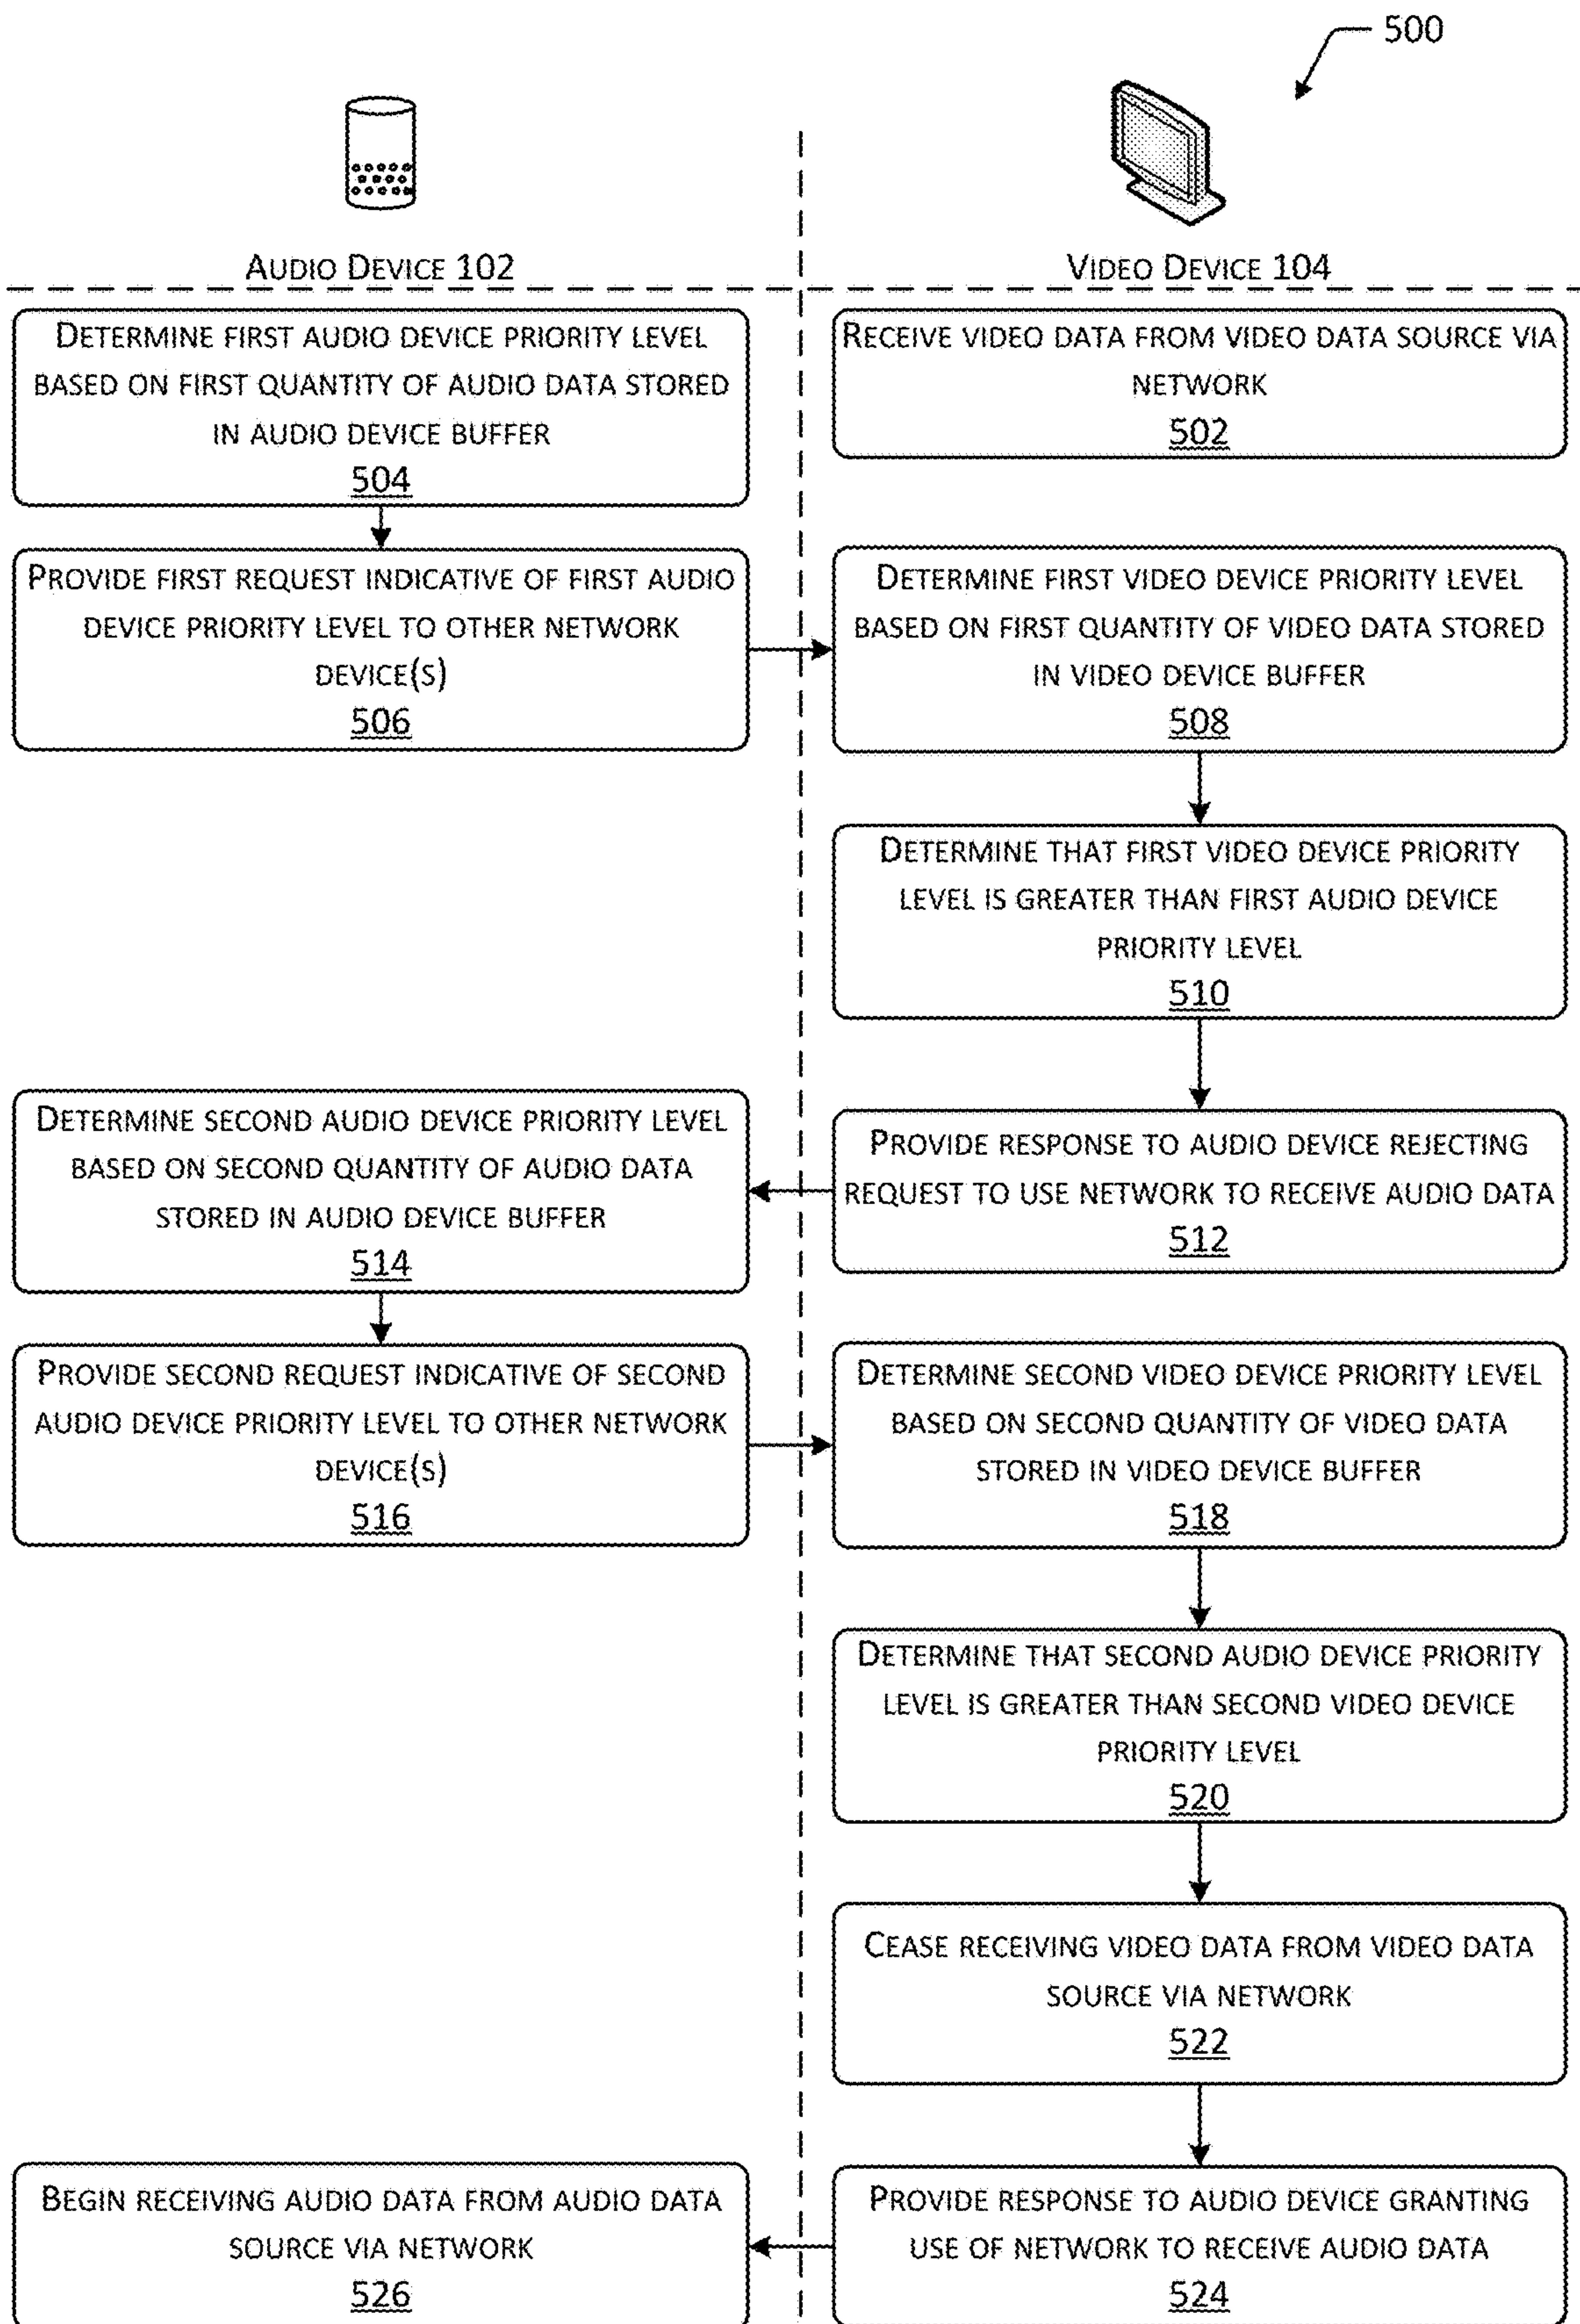 500
AUDIO DEVICE 102
VIDEO DEVICE 104
DETERMINE FIRST AUDIO DEVICE PRIORITY LEVEL
BASED ON FIRST QUANTITY OF AUDIO DATA STORED
IN AUDIO DEVICE BUFFER
504
RECEIVE VIDEO DATA FROM VIDEO DATA SOURCE VIA
NETWORK
502
PROVIDE FIRST REQUEST INDICATIVE OF FIRST AUDIO
DEVICE PRIORITY LEVEL TO OTHER NETWORK
DEVICE(S)
506
DETERMINE FIRST VIDEO DEVICE PRIORITY LEVEL
BASED ON FIRST QUANTITY OF VIDEO DATA STORED
IN VIDEO DEVICE BUFFER
508
DETERMINE THAT FIRST VIDEO DEVICE PRIORITY
LEVEL IS GREATER THAN FIRST AUDIO DEVICE
PRIORITY LEVEL
510
PROVIDE RESPONSE TO AUDIO DEVICE REJECTING
REQUEST TO USE NETWORK TO RECEIVE AUDIO DATA
512
DETERMINE SECOND AUDIO DEVICE PRIORITY LEVEL
BASED ON SECOND QUANTITY OF AUDIO DATA
STORED IN AUDIO DEVICE BUFFER
514
PROVIDE SECOND REQUEST INDICATIVE OF SECOND
AUDIO DEVICE PRIORITY LEVEL TO OTHER NETWORK
DEVICE(S)
516
DETERMINE SECOND VIDEO DEVICE PRIORITY LEVEL
BASED ON SECOND QUANTITY OF VIDEO DATA
STORED IN VIDEO DEVICE BUFFER
518
DETERMINE THAT SECOND AUDIO DEVICE PRIORITY
LEVEL IS GREATER THAN SECOND VIDEO DEVICE
PRIORITY LEVEL
520
CEASE RECEIVING VIDEO DATA FROM VIDEO DATA
SOURCE VIA NETWORK
522
PROVIDE RESPONSE TO AUDIO DEVICE GRANTING
USE OF NETWORK TO RECEIVE AUDIO DATA
524
BEGIN RECEIVING AUDIO DATA FROM AUDIO DATA
SOURCE VIA NETWORK
526